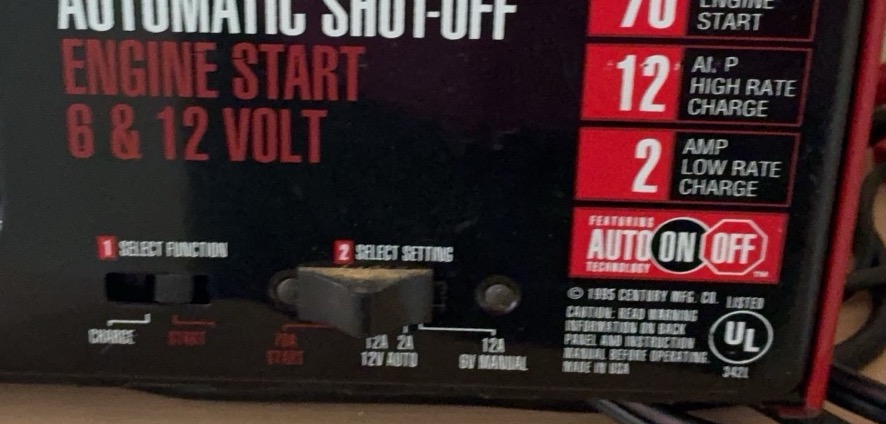 AUTOMATIC SHUT-OFF
ENGINE START
6 & 12 VOLT
70 ENGINE
START
12 P
HIGH RATE
CHARGE
2 AMP
LOW RATE
CHARGE
FEATURING
AUTO ON OFF
TECHNOLOGY TM
1 SELECT FUNCTION
2 SELECT SETTING
CHARGE START
70A
START
12A 2A
12V AUTO
12A
6V MANUAL
© 1995 CENTURY MFG. CO.
CAUTION: READ WARNING
INFORMATION ON BACK
PANEL AND INSTRUCTION
MANUAL BEFORE OPERATING
MADE IN USA
LISTED
UL
342L